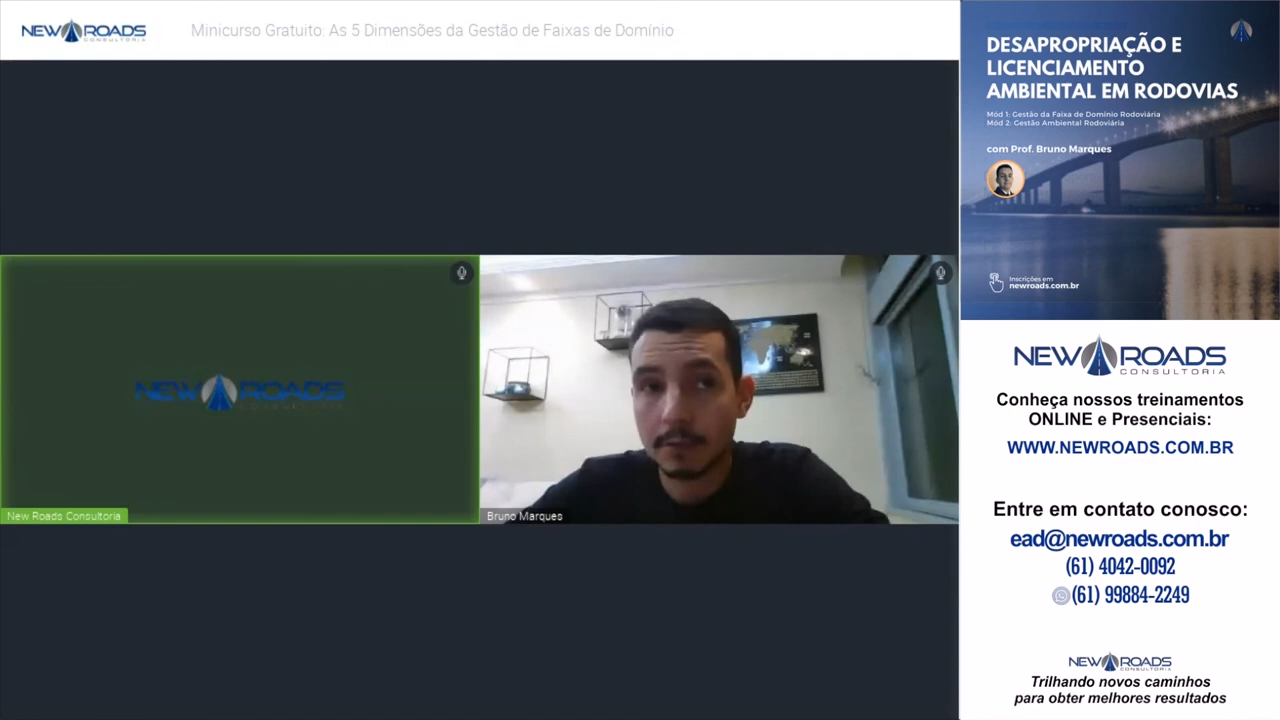 NEW ROADS
CONSULTORIA
Minicurso Gratuito: As 5 Dimensões da Gestão de Faixas de Domínio
NEW ROADS
CONSULTORIA
New Roads Consultoria
Bruno Marques
DESAPROPRIAÇÃO E
LICENCIAMENTO
AMBIENTAL EM RODOVIAS
Mód 1: Gestão da Faixa de Domínio Rodoviária
Mód 2: Gestão Ambiental Rodoviária
com Prof. Bruno Marques
Inscrições em
newroads.com.br
NEW ROADS
CONSULTORIA
Conheça nossos treinamentos
ONLINE e Presenciais:
WWW.NEWROADS.COM.BR
Entre em contato conosco:
ead@newroads.com.br
(61) 4042-0092
(61) 99884-2249
NEW ROADS
CONSULTORIA
Trilhando novos caminhos
para obter melhores resultados